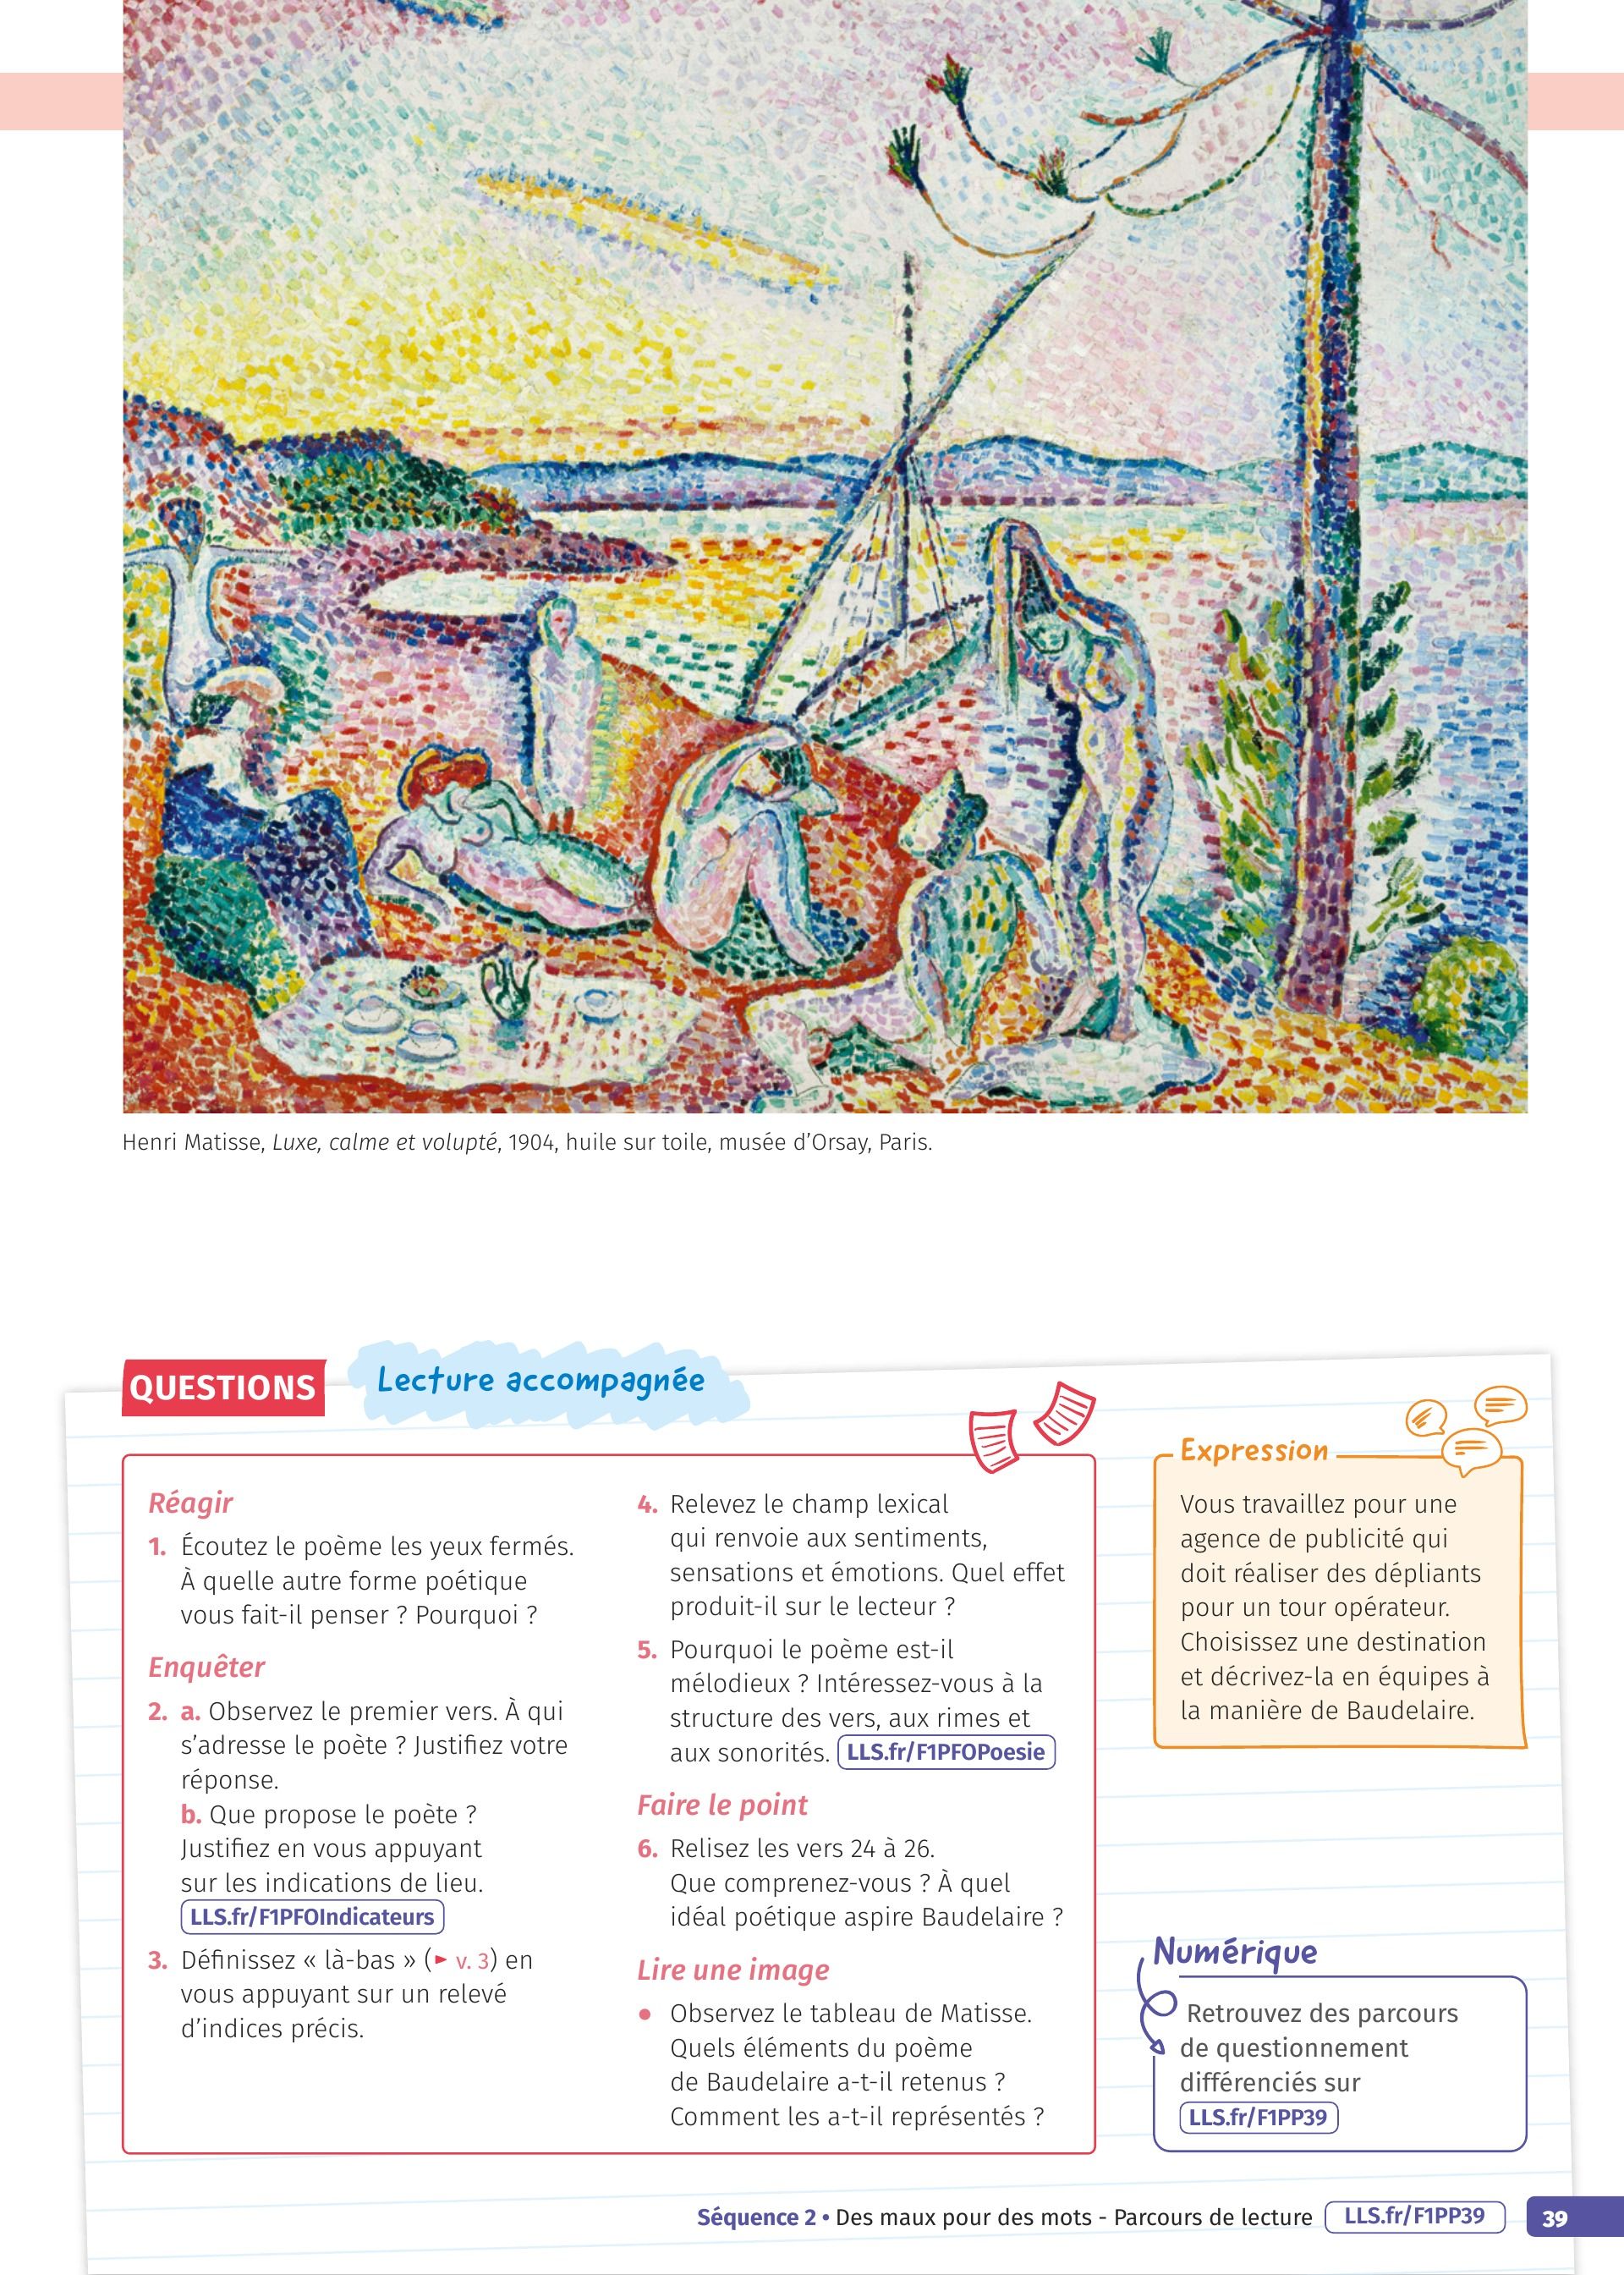 Henri Matisse, Luxe, calme et volupté, 1904, huile sur toile, musée d'Orsay, Paris.
QUESTIONS
Lecture accompagnée
Réagir
1. Écoutez le poème les yeux fermés.
À quelle autre forme poétique
vous fait-il penser ? Pourquoi ?
Enquêter
2. a. Observez le premier vers. À qui
s'adresse le poète ? Justifiez votre
réponse.
b. Que propose le poète ?
Justifiez en vous appuyant
sur les indications de lieu.
LLS.fr/F1PFOIndicateurs
3. Définissez « là-bas » (► v. 3) en
vous appuyant sur un relevé
d'indices précis.
4. Relevez le champ lexical
qui renvoie aux sentiments,
sensations et émotions. Quel effet
produit-il sur le lecteur ?
5. Pourquoi le poème est-il
mélodieux ? Intéressez-vous à la
structure des vers, aux rimes et
aux sonorités. LLS.fr/F1PFOPoesie
Faire le point
6. Relisez les vers 24 à 26.
Que comprenez-vous ? À quel
idéal poétique aspire Baudelaire ?
Lire une image
• Observez le tableau de Matisse.
Quels éléments du poème
de Baudelaire a-t-il retenus ?
Comment les a-t-il représentés ?
Expression
Vous travaillez pour une
agence de publicité qui
doit réaliser des dépliants
pour un tour opérateur.
Choisissez une destination
et décrivez-la en équipes à
la manière de Baudelaire.
Numérique
Retrouvez des parcours
de questionnement
différenciés sur
LLS.fr/F1PP39
Séquence 2 • Des maux pour des mots - Parcours de lecture LLS.fr/F1PP39 39